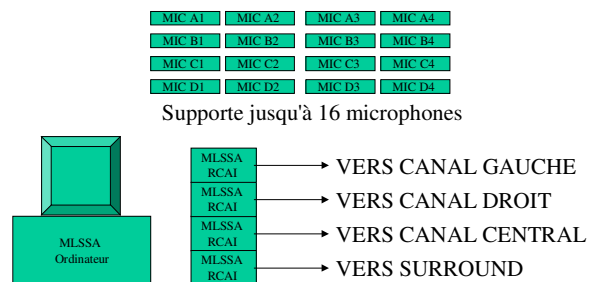 MIC A1 MIC A2 MIC A3 MIC A4
MIC B1 MIC B2 MIC B3 MIC B4
MIC C1 MIC C2 MIC C3 MIC C4
MIC D1 MIC D2 MIC D3 MIC D4
Supporte jusqu'à 16 microphones
MLSSA
Ordinateur
MLSSA
RCAI
VERS CANAL GAUCHE
MLSSA
RCAI
VERS CANAL DROIT
MLSSA
RCAI
VERS CANAL CENTRAL
MLSSA
RCAI
VERS SURROUND